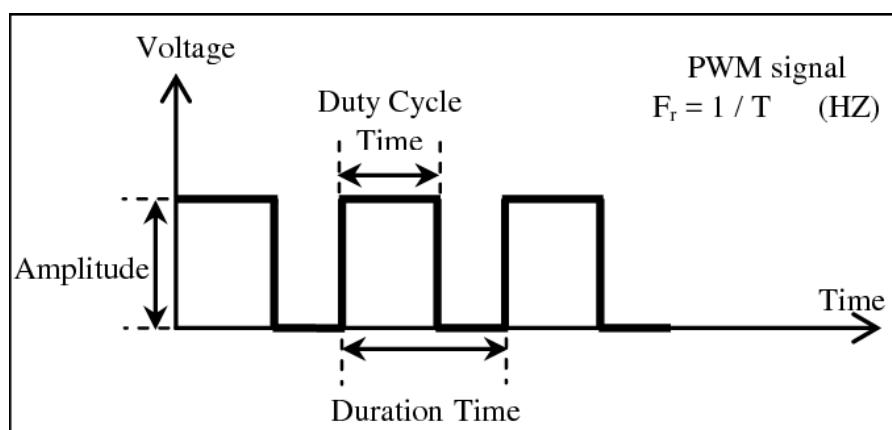 Voltage
PWM signal
Fr = 1 / T (HZ)
Duty Cycle
Time
Amplitude
Time
Duration Time